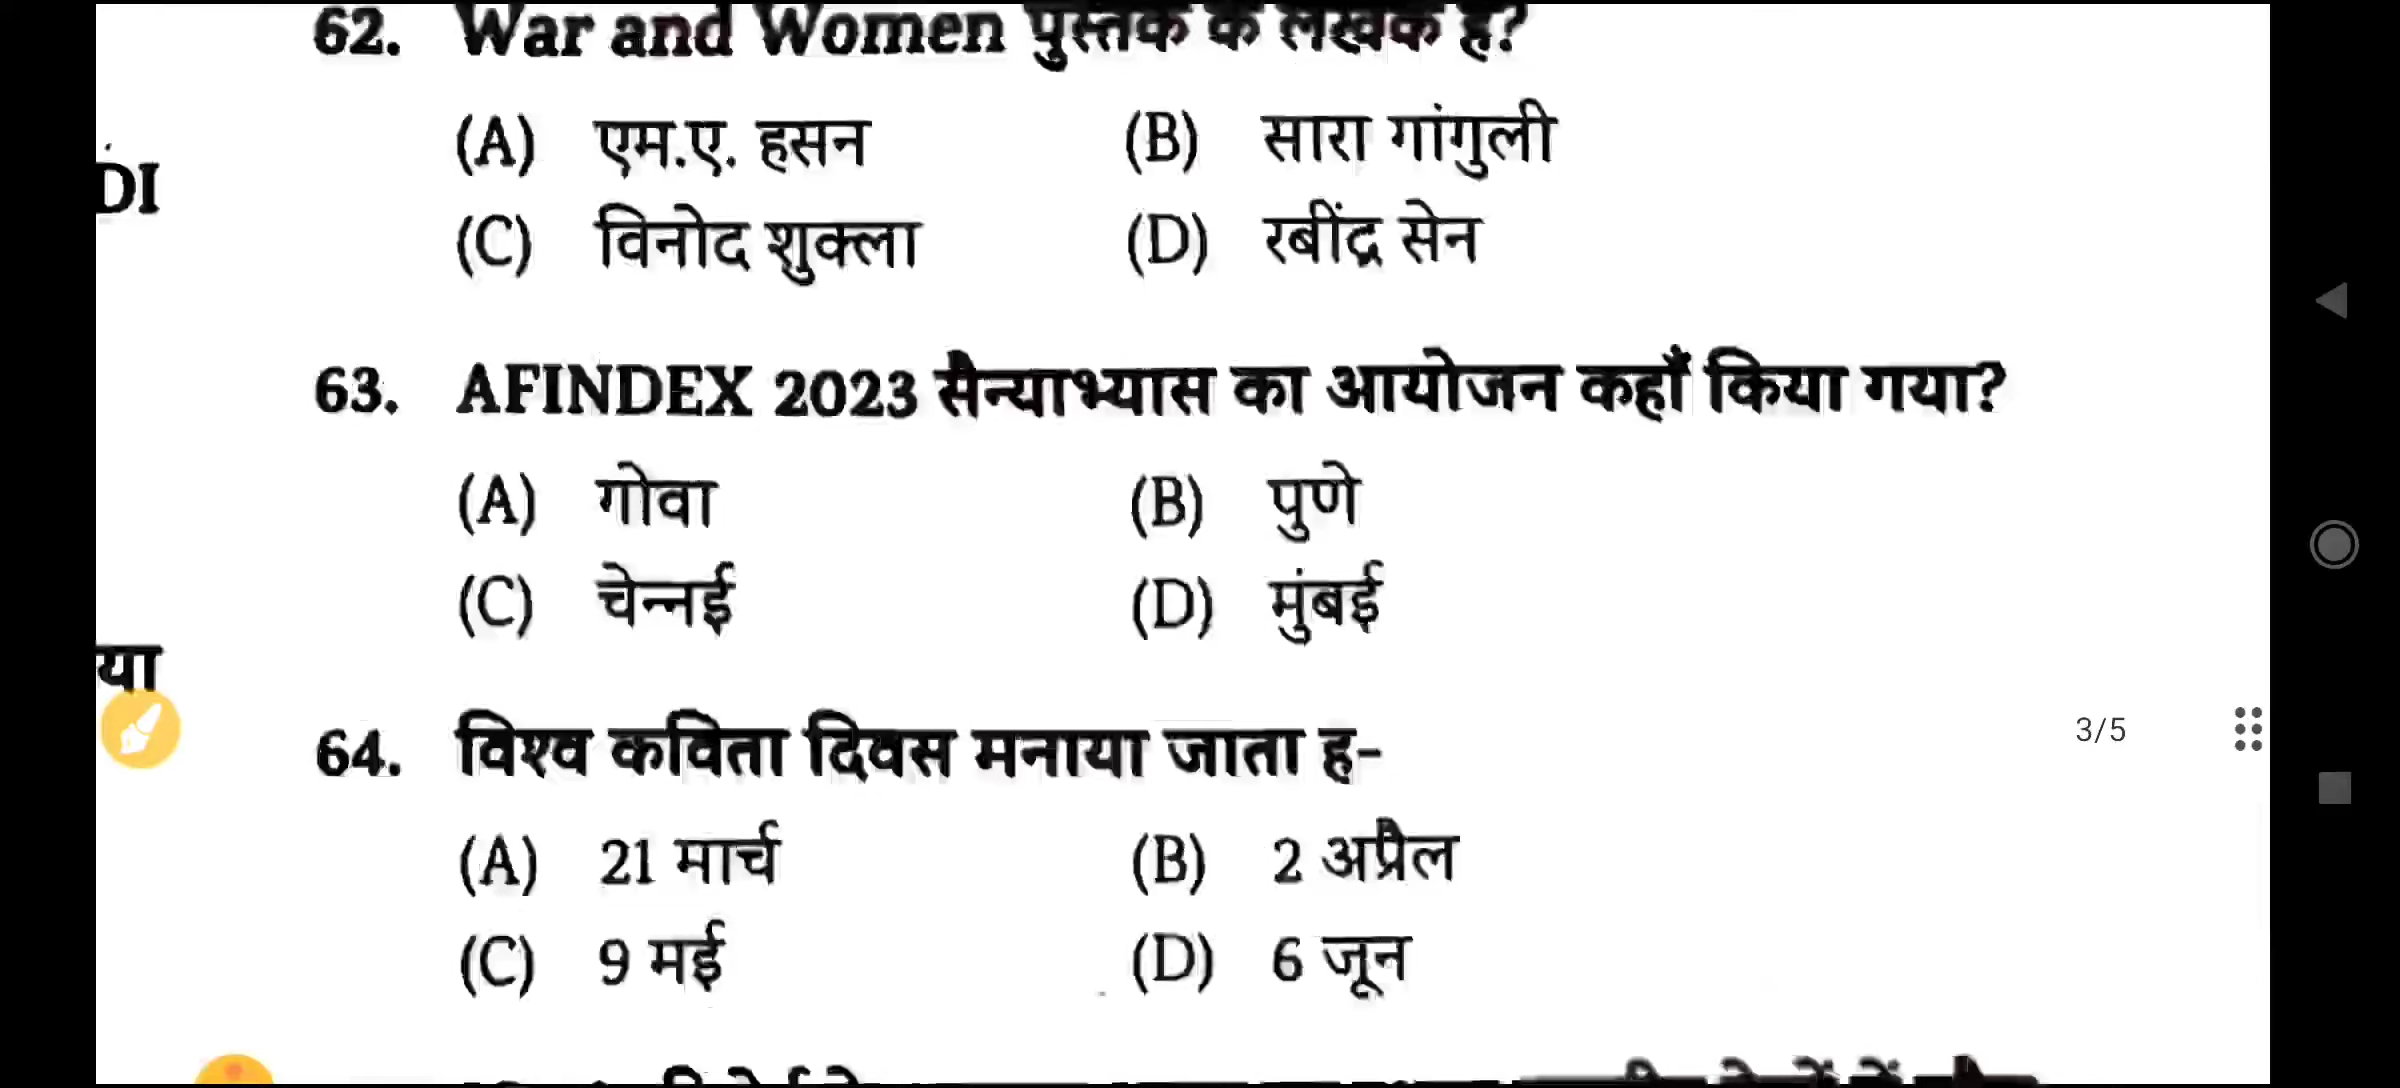 62. War and Women पुस्तक के लेखक हैं?
(A) एम.ए. हसन (B) सारा गांगुली
DI
(C) विनोद शुक्ला (D) रबींद्र सेन
63. AFINDEX 2023 सैन्याभ्यास का आयोजन कहाँ किया गया?
(A) गोवा (B) पुणे
(C) चेन्नई (D) मुंबई
या
64. विश्व कविता दिवस मनाया जाता ह-
3/5
(A) 21 मार्च (B) 2 अप्रैल
(C) 9 मई (D) 6 जून